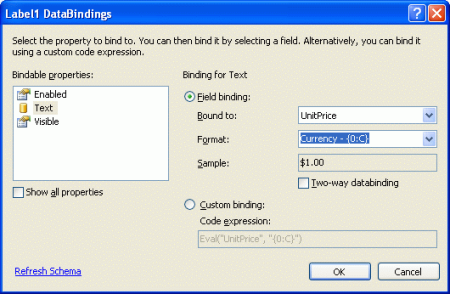 Label1 DataBindings
Select the property to bind to. You can then bind it by selecting a field. Alternatively, you can bind it
using a custom code expression.
Bindable properties:
Enabled
Text
Visible
Show all properties
Binding for Text
Field binding:
Bound to:
UnitPrice
Format:
Currency - {0:C}
Sample:
$1.00
Two-way databinding
Custom binding:
Code expression:
Eval("UnitPrice", "{0:C}")
Refresh Schema
OK
Cancel